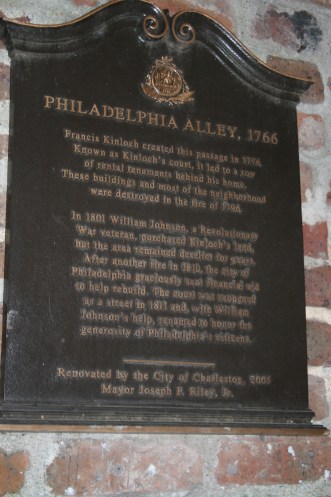 PHILADELPHIA ALLEY, 1766
Francis Kinloch created this passage in 1766.
Known as Kinloch's court, it led to a row
of rental tenaments behind his home.
These buildings and most of the neighborhood
were destroyed in the fire of 1796.
In 1801 William Johnson, a Revolutionary
War veteran, purchased Kinloch's land,
but the area remained derelict for years.
After another fire in 1810, the city of
Philadelphia graciously sent financial aid
to help rebuild. The court was reopened
as a street in 1811 and, with William
Johnson's help, renamed to honor the
generosity of Philadelphia's citizens.
Renovated by the City of Charleston, 2005
Mayor Joseph P. Riley, Jr.